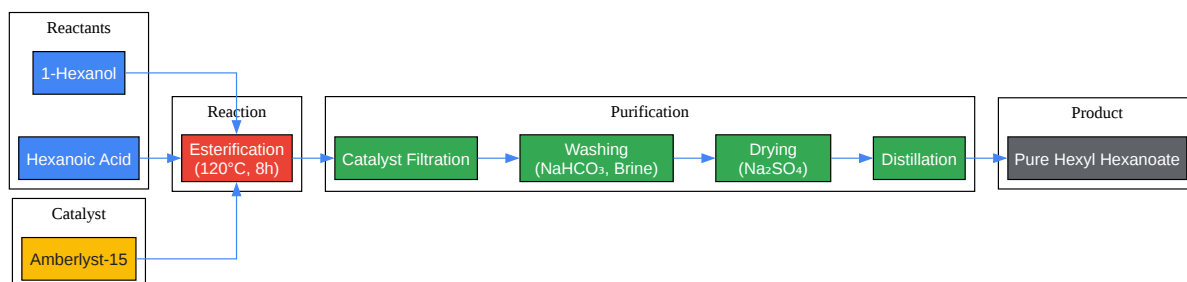 Reactants
1-Hexanol
Hexanoic Acid
Catalyst
Amberlyst-15
Reaction
Esterification
(120°C, 8h)
Purification
Catalyst Filtration
Washing
(NaHCO₃, Brine)
Drying
(Na₂SO₄)
Distillation
Product
Pure Hexyl Hexanoate